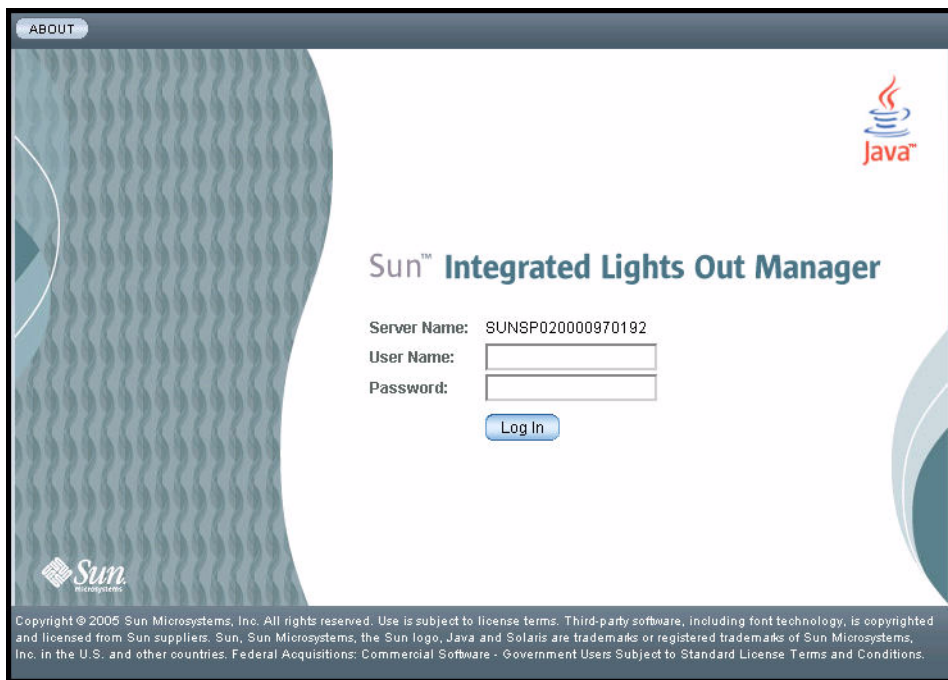 ABOUT
Java™
Sun™ Integrated Lights Out Manager
Server Name: SUNSP020000970192
User Name:
Password:
Log In
Sun
microsystems
Copyright © 2005 Sun Microsystems, Inc. All rights reserved. Use is subject to license terms. Third-party software, including font technology, is copyrighted
and licensed from Sun suppliers. Sun, Sun Microsystems, the Sun logo, Java and Solaris are trademarks or registered trademarks of Sun Microsystems,
Inc. in the U.S. and other countries. Federal Acquisitions: Commercial Software - Government Users Subject to Standard License Terms and Conditions.